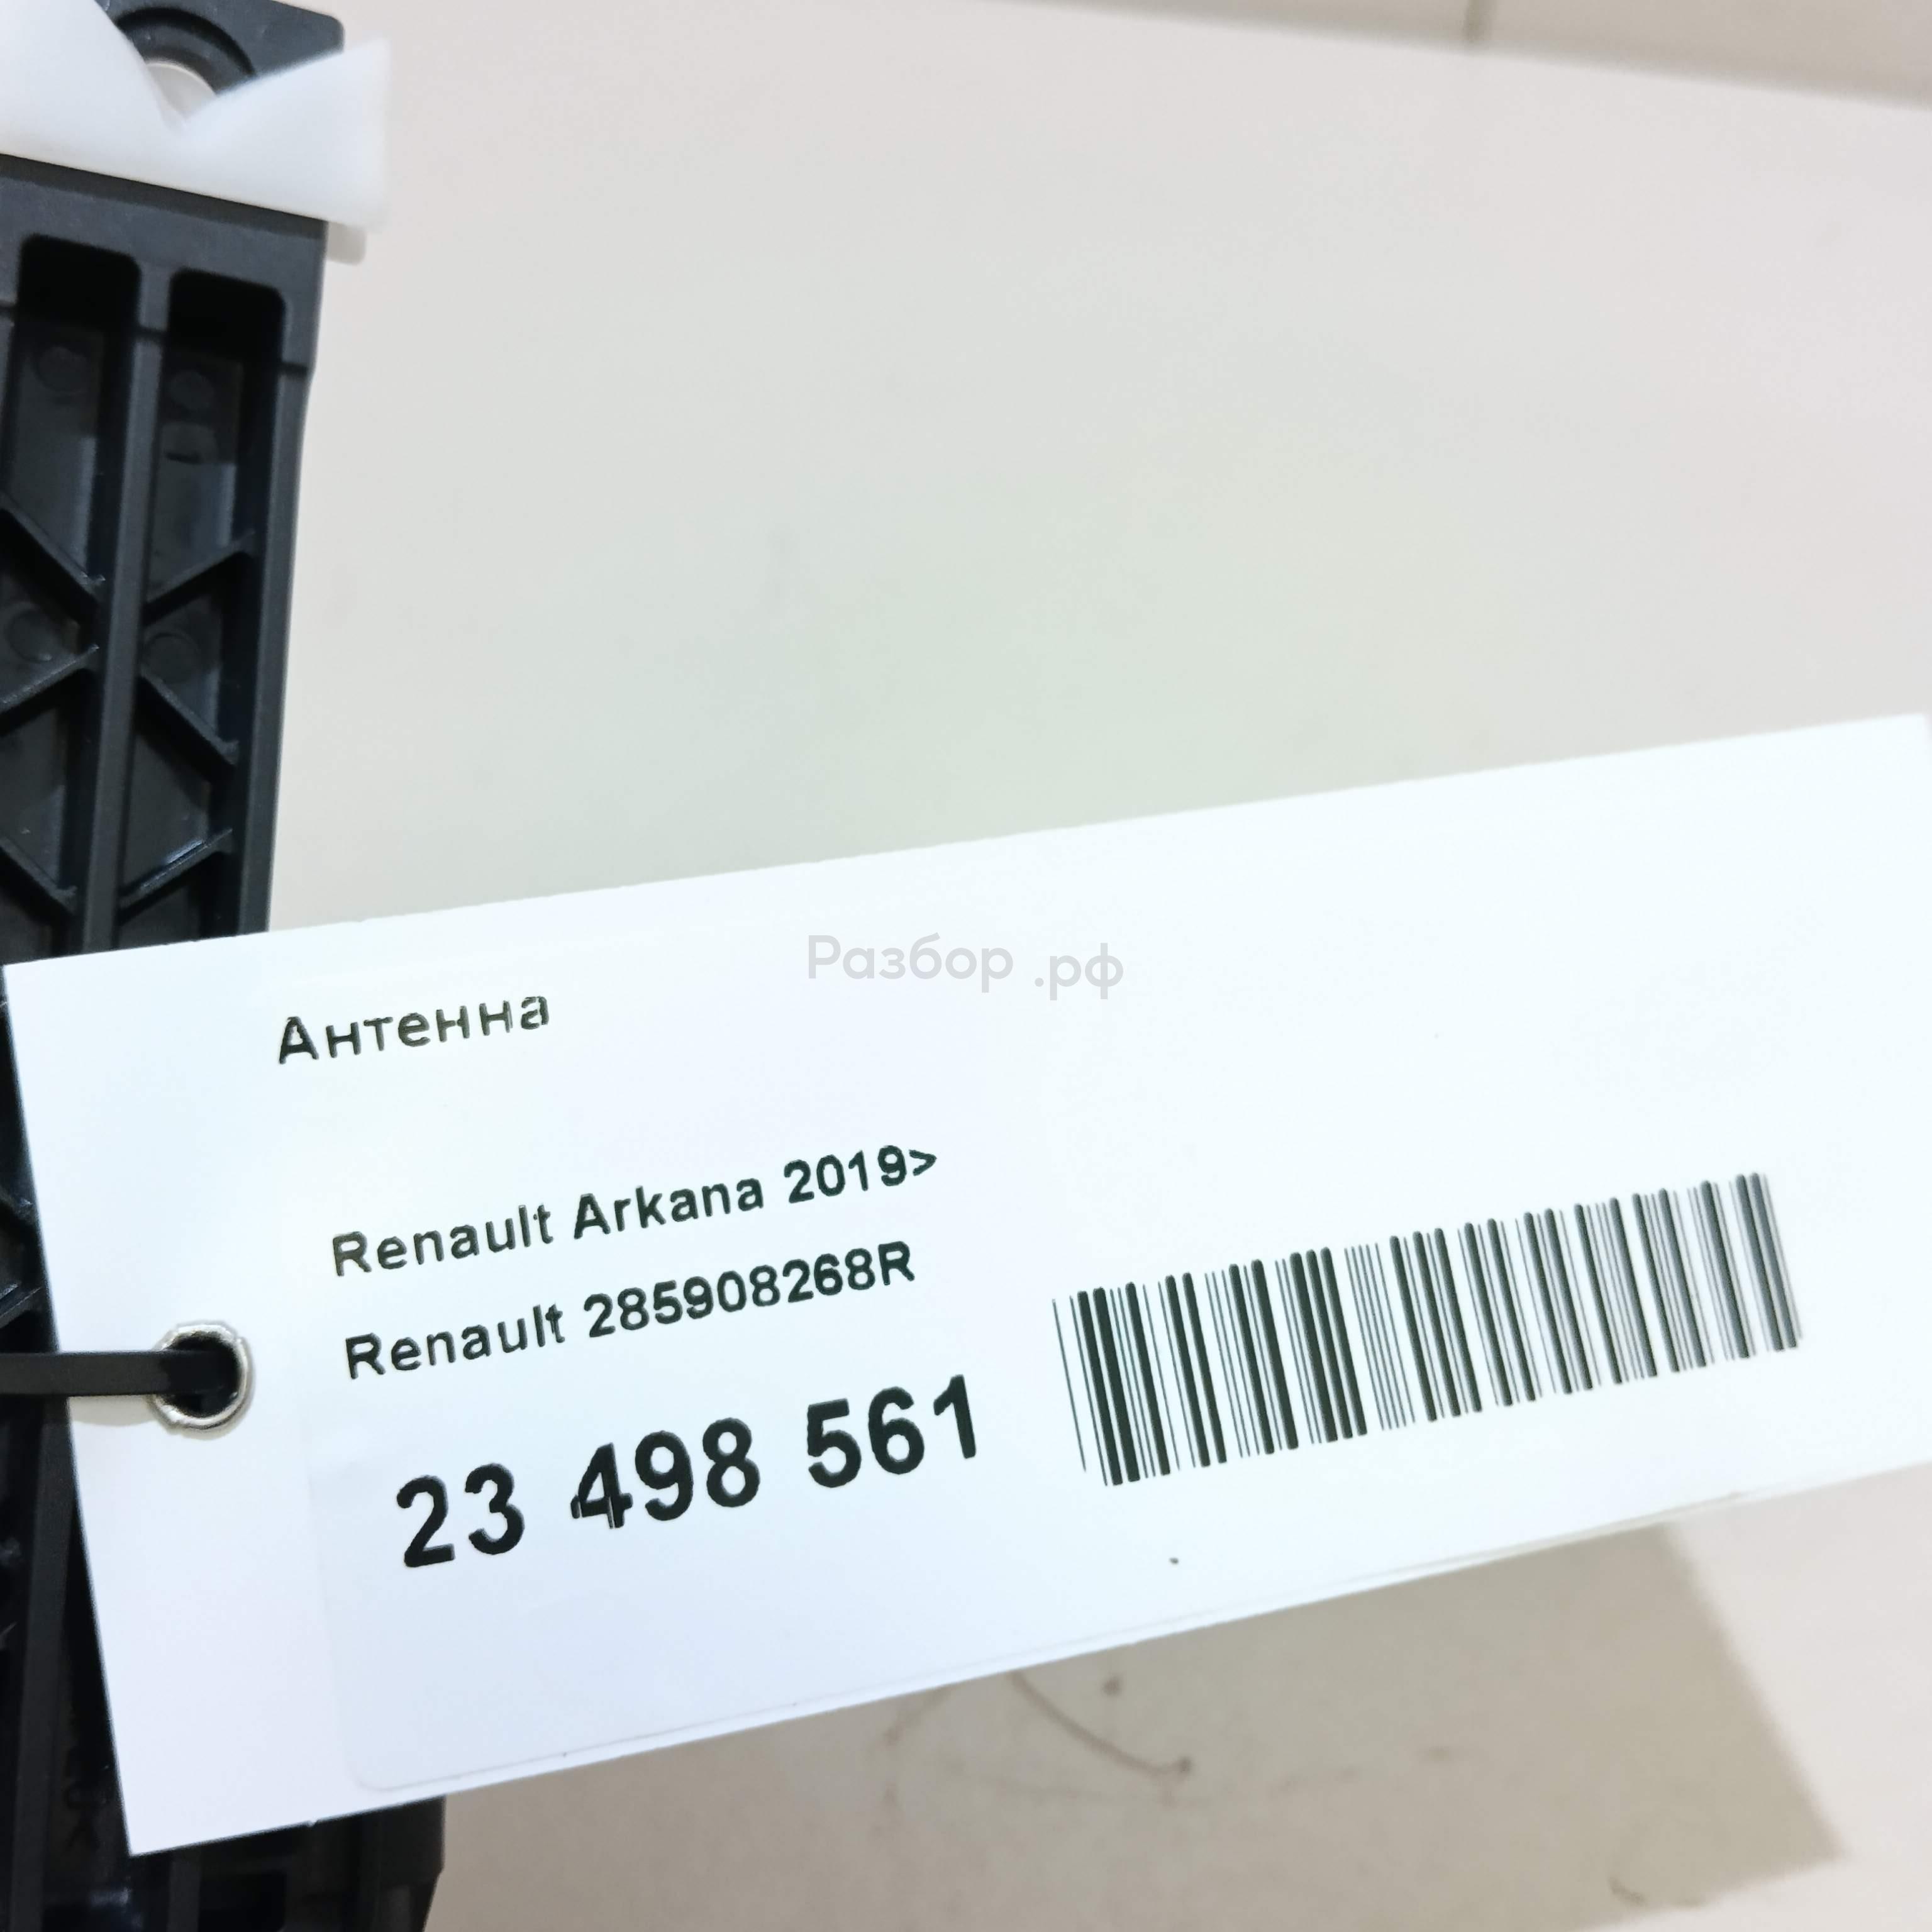 Разбор .рф
Антенна
Renault Arkana 2019>
Renault 285908268R
23 498 561